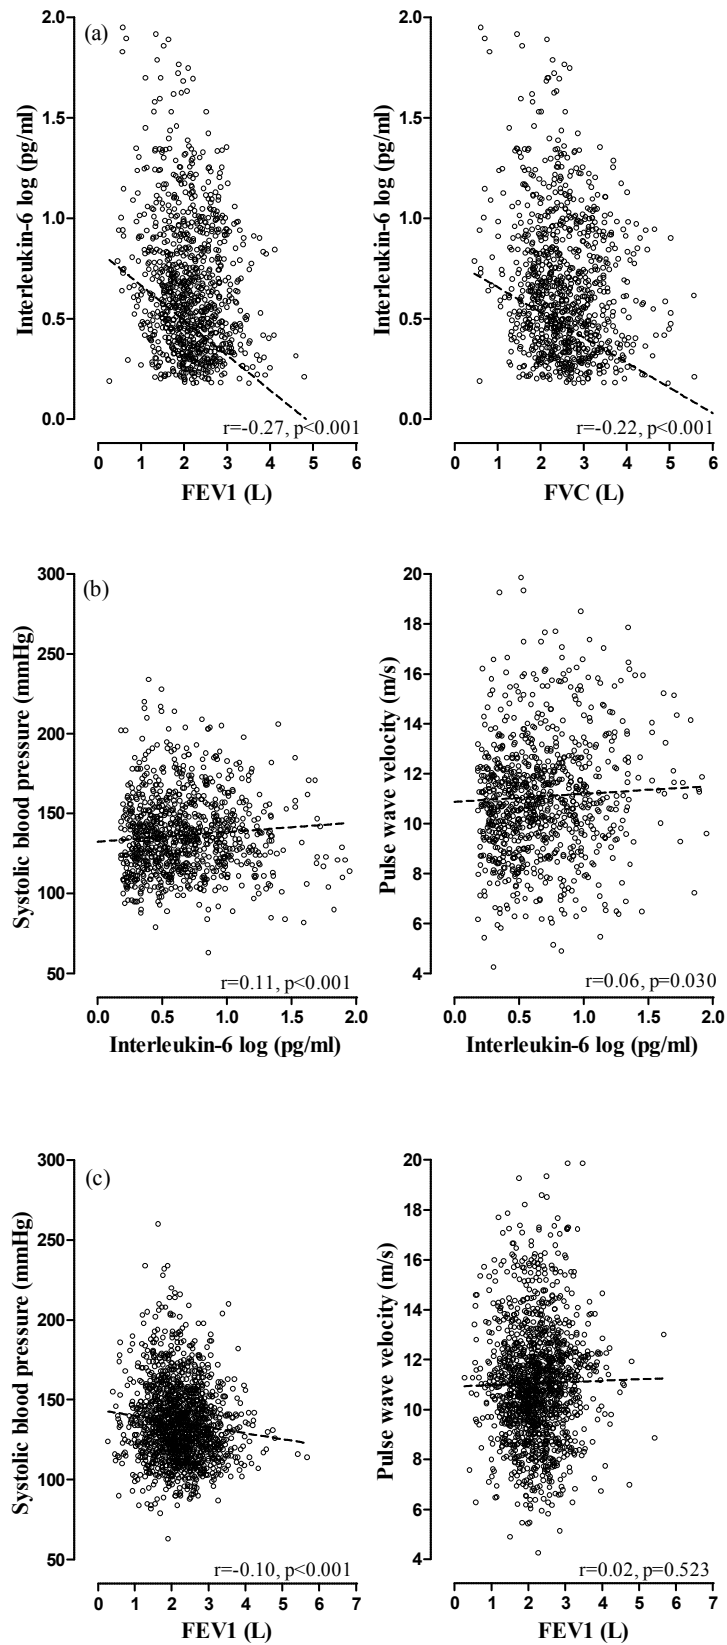 (a)
Interleukin-6 log (pg/ml)
2.0
1.5
1.0
0.5
0.0
r=-0.27, p<0.001
0 1 2 3 4 5 6
FEV1 (L)
Interleukin-6 log (pg/ml)
2.0
1.5
1.0
0.5
0.0
r=-0.22, p<0.001
0 1 2 3 4 5 6
FVC (L)
(b)
Systolic blood pressure (mmHg)
300
250
200
150
100
50
r=0.11, p<0.001
0.0 0.5 1.0 1.5 2.0
Interleukin-6 log (pg/ml)
Pulse wave velocity (m/s)
20
18
16
14
12
10
8
6
4
r=0.06, p=0.030
0.0 0.5 1.0 1.5 2.0
Interleukin-6 log (pg/ml)
(c)
Systolic blood pressure (mmHg)
300
250
200
150
100
50
r=-0.10, p<0.001
0 1 2 3 4 5 6 7
FEV1 (L)
Pulse wave velocity (m/s)
20
18
16
14
12
10
8
6
4
r=0.02, p=0.523
0 1 2 3 4 5 6 7
FEV1 (L)